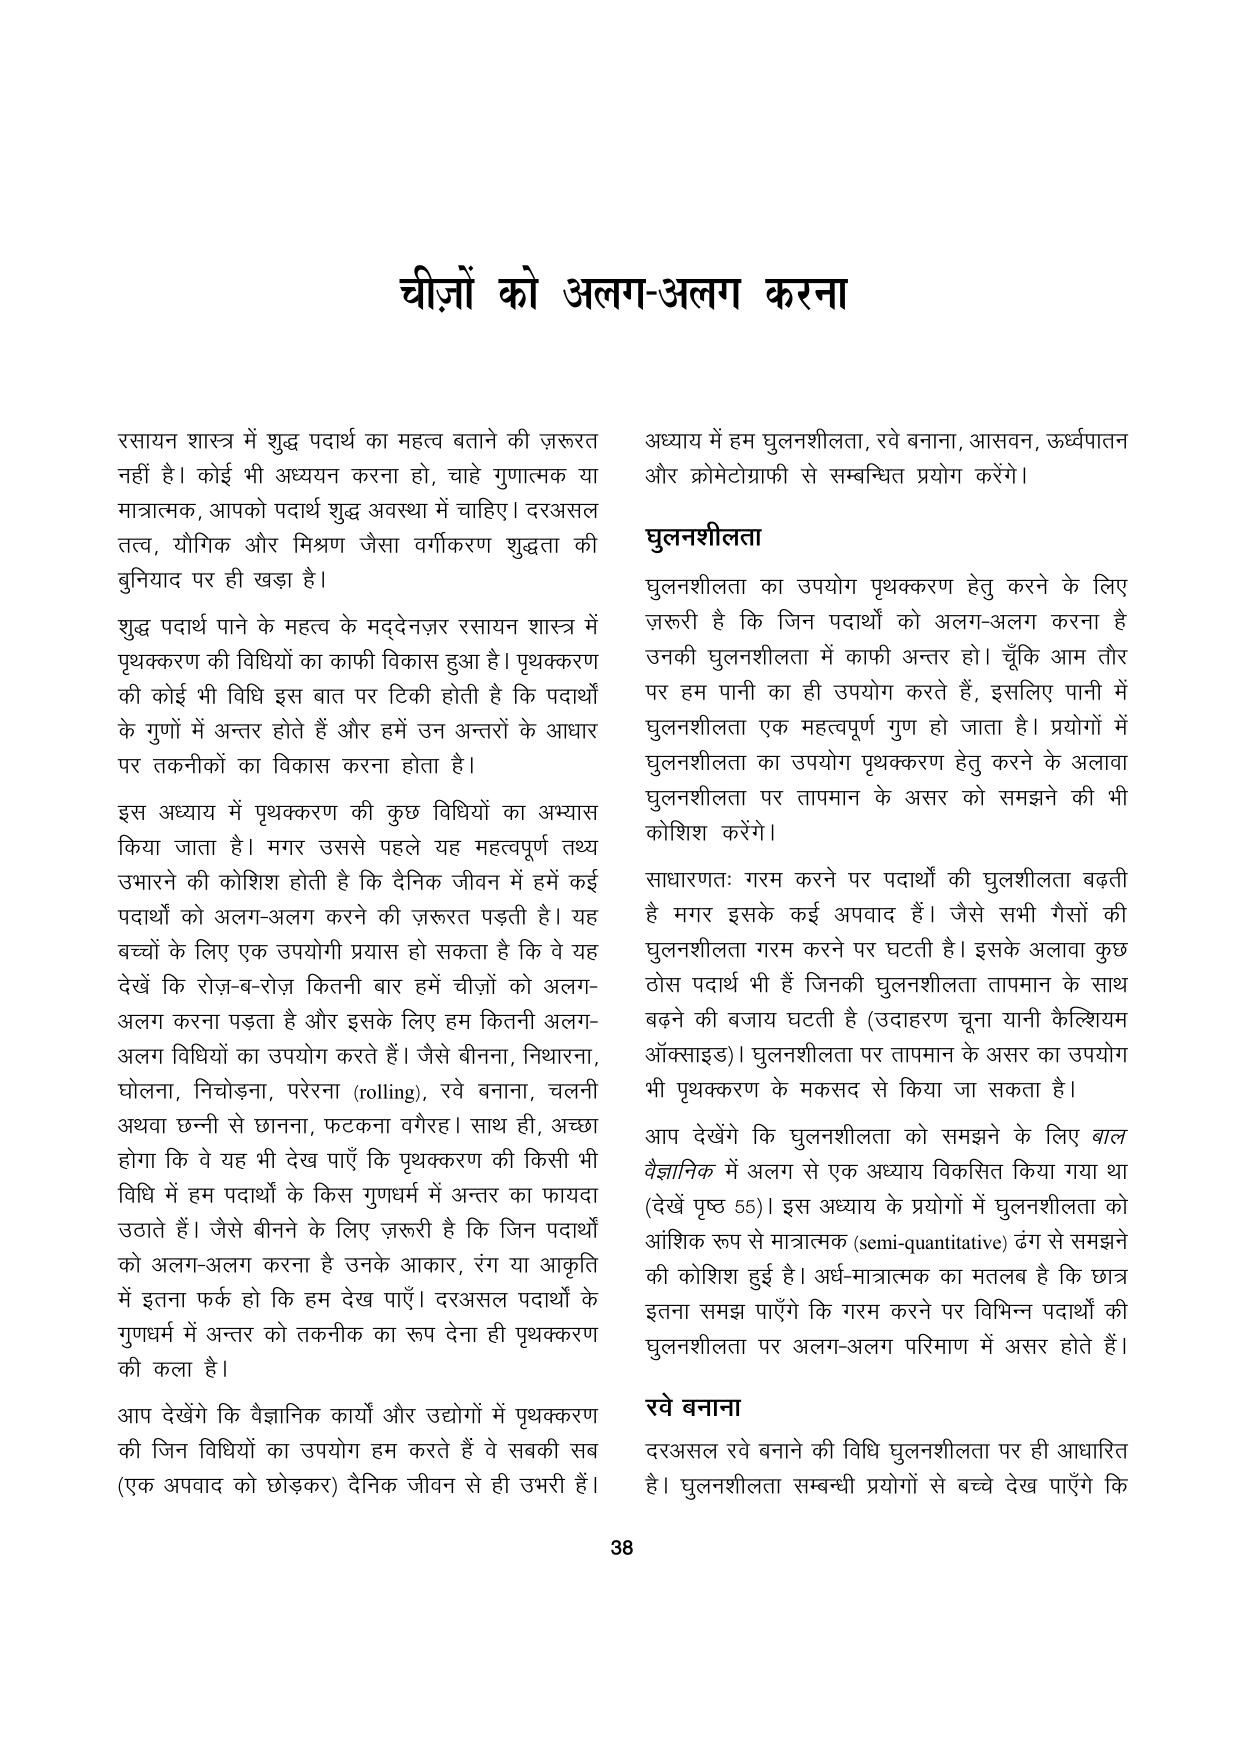 चीज़ों को अलग-अलग करना
रसायन शास्त्र में शुद्ध पदार्थ का महत्व बताने की ज़रूरत
नहीं है। कोई भी अध्ययन करना हो, चाहे गुणात्मक या
मात्रात्मक, आपको पदार्थ शुद्ध अवस्था में चाहिए। दरअसल
तत्व, यौगिक और मिश्रण जैसा वर्गीकरण शुद्धता की
बुनियाद पर ही खड़ा है।
शुद्ध पदार्थ पाने के महत्व के मद्देनज़र रसायन शास्त्र में
पृथक्करण की विधियों का काफी विकास हुआ है। पृथक्करण
की कोई भी विधि इस बात पर टिकी होती है कि पदार्थों
के गुणों में अन्तर होते हैं और हमें उन अन्तरों के आधार
पर तकनीकों का विकास करना होता है।
इस अध्याय में पृथक्करण की कुछ विधियों का अभ्यास
किया जाता है। मगर उससे पहले यह महत्वपूर्ण तथ्य
उभारने की कोशिश होती है कि दैनिक जीवन में हमें कई
पदार्थों को अलग-अलग करने की ज़रूरत पड़ती है। यह
बच्चों के लिए एक उपयोगी प्रयास हो सकता है कि वे यह
देखें कि रोज़-ब-रोज़ कितनी बार हमें चीज़ों को अलग-
अलग करना पड़ता है और इसके लिए हम कितनी अलग-
अलग विधियों का उपयोग करते हैं। जैसे बीनना, निथारना,
घोलना, निचोड़ना, परेरना (rolling), रवे बनाना, चलनी
अथवा छन्नी से छानना, फटकना वगैरह। साथ ही, अच्छा
होगा कि वे यह भी देख पाएँ कि पृथक्करण की किसी भी
विधि में हम पदार्थों के किस गुणधर्म में अन्तर का फायदा
उठाते हैं। जैसे बीनने के लिए ज़रूरी है कि जिन पदार्थों
को अलग-अलग करना है उनके आकार, रंग या आकृति
में इतना फर्क हो कि हम देख पाएँ। दरअसल पदार्थों के
गुणधर्म में अन्तर को तकनीक का रूप देना ही पृथक्करण
की कला है।
आप देखेंगे कि वैज्ञानिक कार्यों और उद्योगों में पृथक्करण
की जिन विधियों का उपयोग हम करते हैं वे सबकी सब
(एक अपवाद को छोड़कर) दैनिक जीवन से ही उभरी हैं।
अध्याय में हम घुलनशीलता, रवे बनाना, आसवन, ऊर्ध्वपातन
और क्रोमेटोग्राफी से सम्बन्धित प्रयोग करेंगे।
घुलनशीलता
घुलनशीलता का उपयोग पृथक्करण हेतु करने के लिए
ज़रूरी है कि जिन पदार्थों को अलग-अलग करना है
उनकी घुलनशीलता में काफी अन्तर हो। चूँकि आम तौर
पर हम पानी का ही उपयोग करते हैं, इसलिए पानी में
घुलनशीलता एक महत्वपूर्ण गुण हो जाता है। प्रयोगों में
घुलनशीलता का उपयोग पृथक्करण हेतु करने के अलावा
घुलनशीलता पर तापमान के असर को समझने की भी
कोशिश करेंगे।
साधारणतः गरम करने पर पदार्थों की घुलशीलता बढ़ती
है मगर इसके कई अपवाद हैं। जैसे सभी गैसों की
घुलनशीलता गरम करने पर घटती है। इसके अलावा कुछ
ठोस पदार्थ भी हैं जिनकी घुलनशीलता तापमान के साथ
बढ़ने की बजाय घटती है (उदाहरण चूना यानी कैल्शियम
ऑक्साइड)। घुलनशीलता पर तापमान के असर का उपयोग
भी पृथक्करण के मकसद से किया जा सकता है।
आप देखेंगे कि घुलनशीलता को समझने के लिए बाल
वैज्ञानिक में अलग से एक अध्याय विकसित किया गया था
(देखें पृष्ठ 55)। इस अध्याय के प्रयोगों में घुलनशीलता को
आंशिक रूप से मात्रात्मक (semi-quantitative) ढंग से समझने
की कोशिश हुई है। अर्ध-मात्रात्मक का मतलब है कि छात्र
इतना समझ पाएँगे कि गरम करने पर विभिन्न पदार्थों की
घुलनशीलता पर अलग-अलग परिमाण में असर होते हैं।
रवे बनाना
दरअसल रवे बनाने की विधि घुलनशीलता पर ही आधारित
है। घुलनशीलता सम्बन्धी प्रयोगों से बच्चे देख पाएँगे कि
38